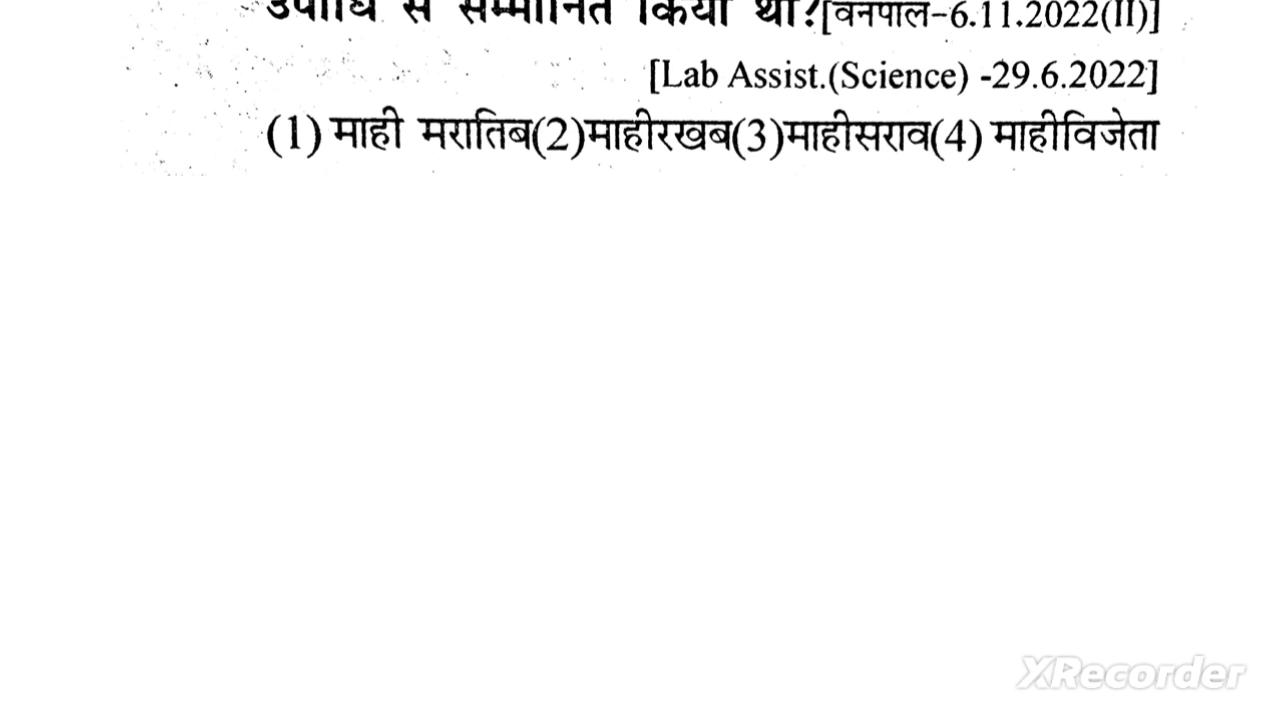 उपाधि से सम्मानित किया था?[वनपाल-6.11.2022(II)]
[Lab Assist.(Science) -29.6.2022]
(1) माही मरातिब(2)माहीरखब(3)माहीसराव(4) माहीविजेता
XRecorder